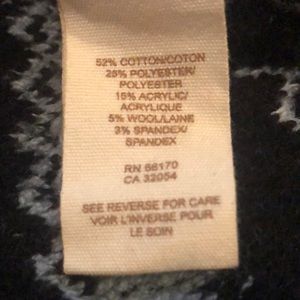 52% COTTON/COTON
25% POLYESTER/
POLYESTER
15% ACRYLIC/
ACRYLIQUE
5% WOOL/LAINE
3% SPANDEX/
SPANDEX
RN 66170
CA 32054
SEE REVERSE FOR CARE
VOIR L'INVERSE POUR
LE SOIN